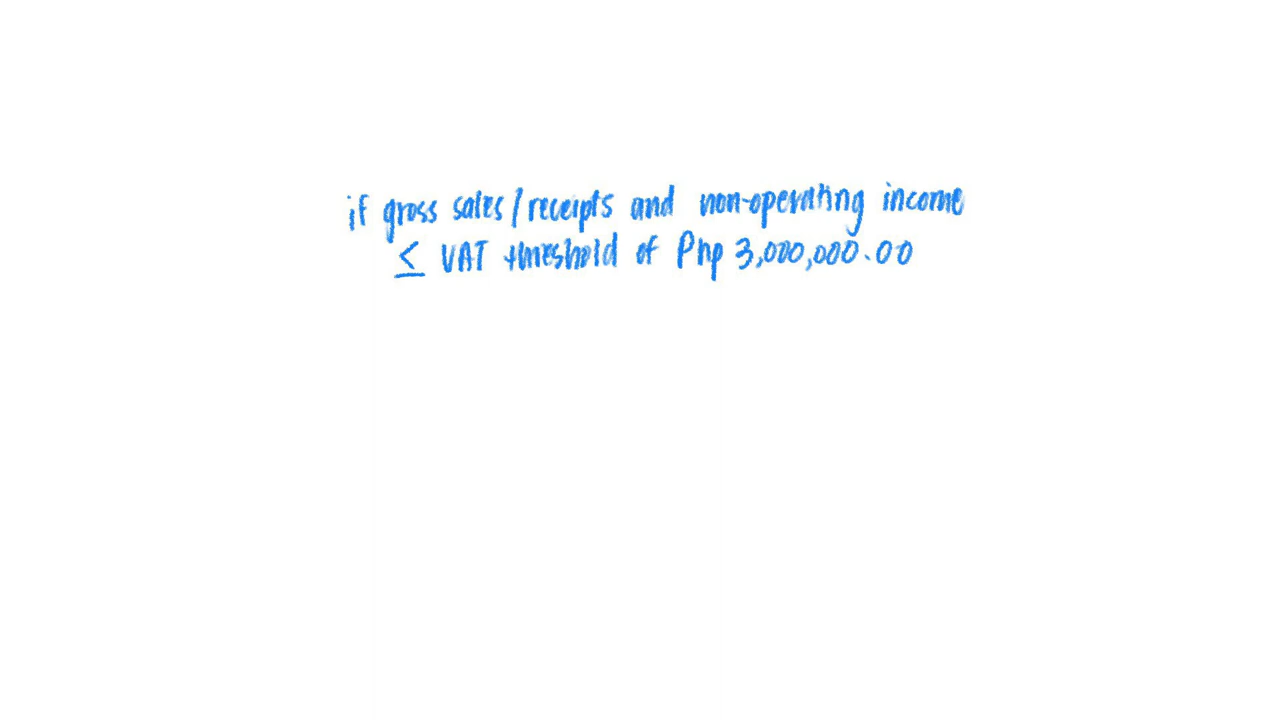 if gross sales/receipts and non-operating income
≤ VAT threshold of Php 3,000,000.00